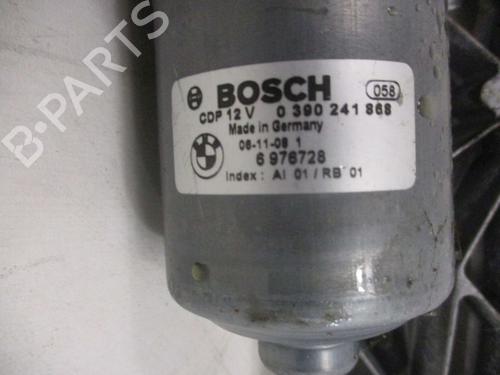 B-PARTS
BOSCH 058
CDP 12 V 0 390 241 868
Made in Germany
06-11-08 1
6 976728
Index : AI 01 / RB 01